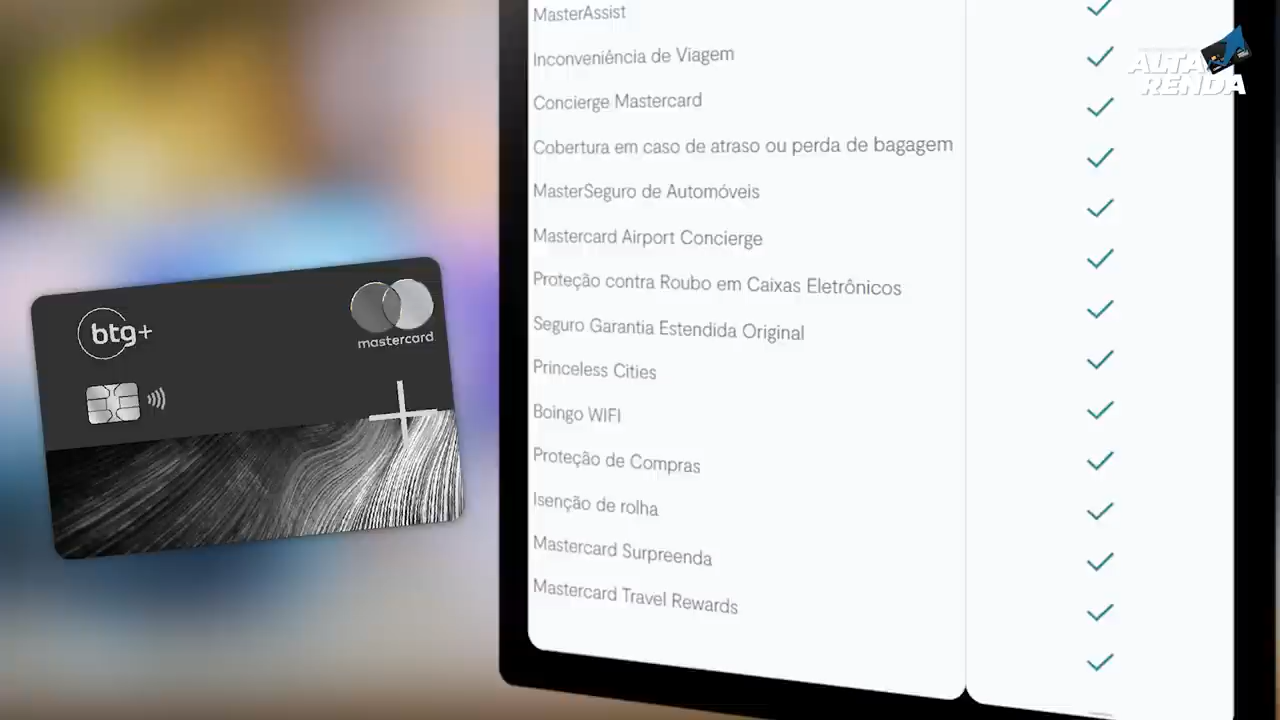 MasterAssist
Inconveniência de Viagem
Concierge Mastercard
Cobertura em caso de atraso ou perda de bagagem
MasterSeguro de Automóveis
Mastercard Airport Concierge
Proteção contra Roubo em Caixas Eletrônicos
Seguro Garantia Estendida Original
Princeless Cities
Boingo WIFI
Proteção de Compras
Isenção de rolha
Mastercard Surpreenda
Mastercard Travel Rewards
ALTA
RENDA
btg+
mastercard